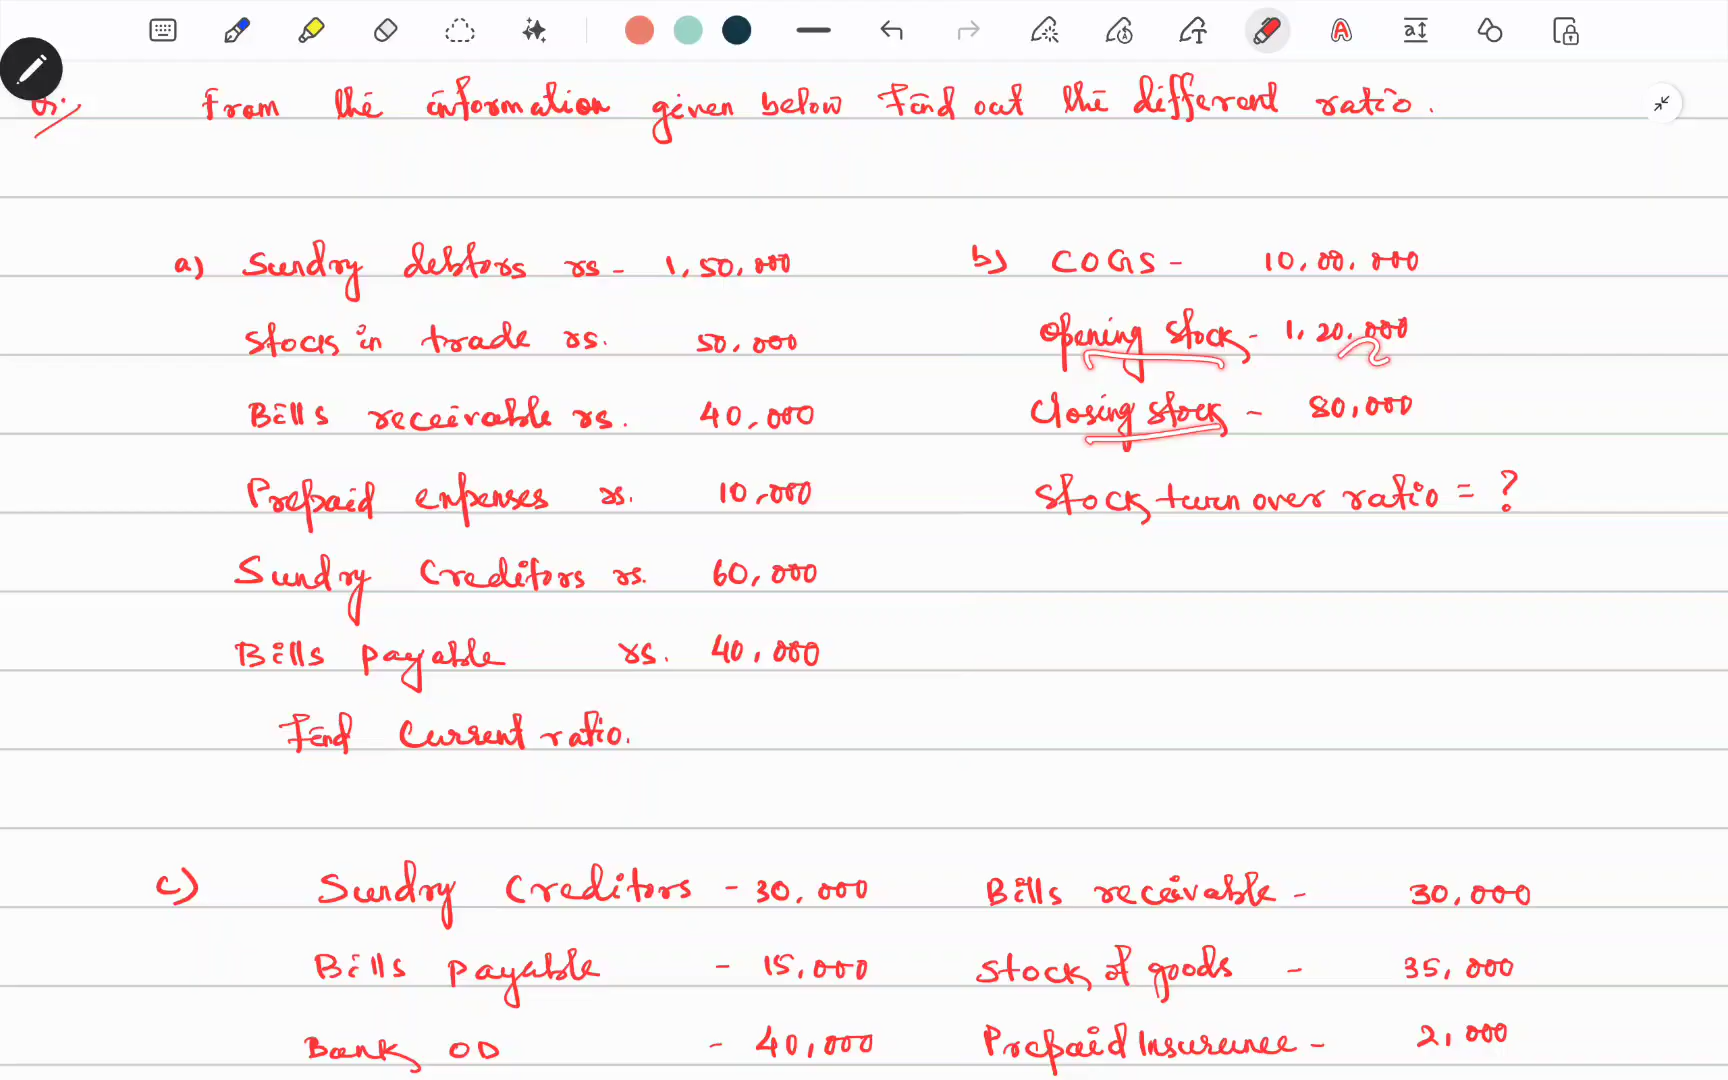 Q.
From the information given below Find out the different ratio.
a) Sundry debtors rs - 1,50,000
Stock in trade rs. 50,000
Bills receivable rs. 40,000
Prepaid expenses rs. 10,000
Sundry Creditors rs. 60,000
Bills payable rs. 40,000
Find Current ratio.
b) COGS - 10,00,000
Opening stock - 1,20,000
Closing stock - 80,000
Stock turn over ratio = ?
c) Sundry Creditors - 30,000
Bills payable - 15,000
Bank OD - 40,000
Bills receivable - 30,000
Stock of goods - 35,000
Prepaid Insurance - 2,000